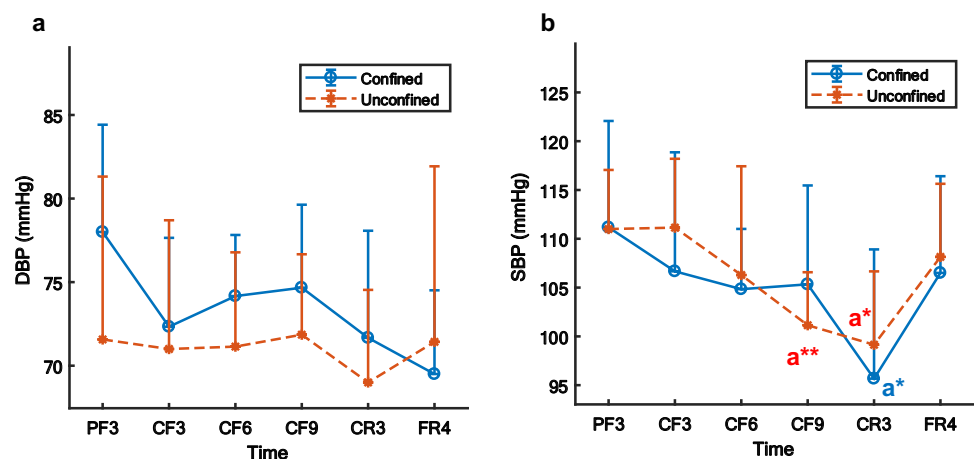 a
Confined
Unconfined
DBP (mmHg)
85
80
75
70
PF3 CF3 CF6 CF9 CR3 FR4
Time
b
Confined
Unconfined
SBP (mmHg)
125
120
115
110
105
100
95
a*
a**
a*
PF3 CF3 CF6 CF9 CR3 FR4
Time